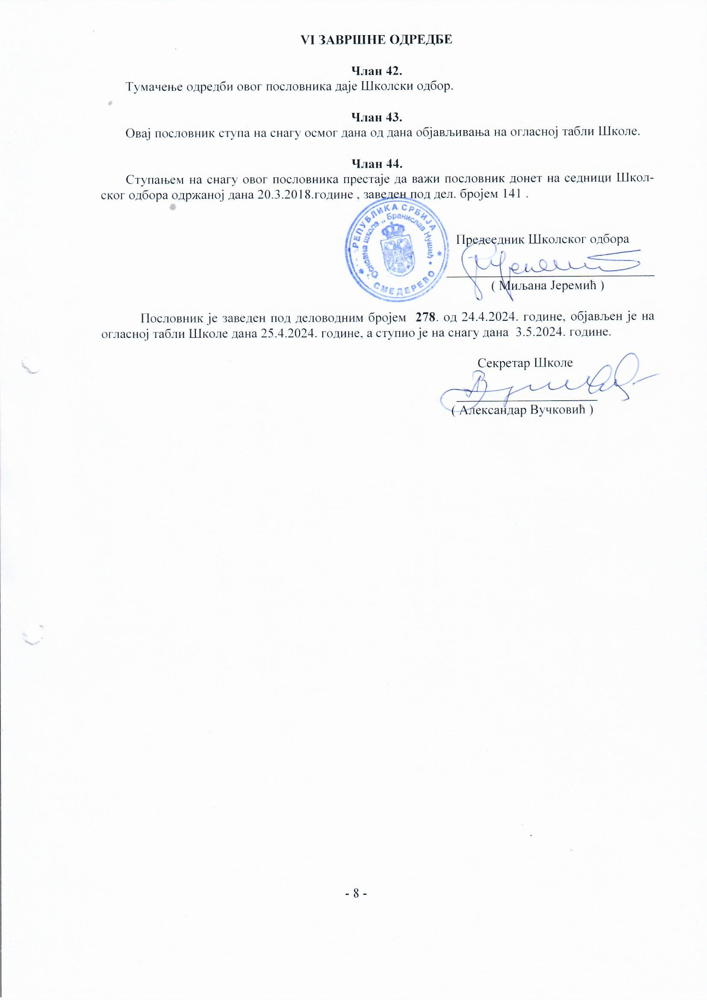 VI ЗАВРШНЕ ОДРЕДБЕ
Члан 42.
Тумачење одредби овог пословника даје Школски одбор.
Члан 43.
Овај пословник ступа на снагу осмог дана од дана објављивања на огласној табли Школе.
Члан 44.
Ступањем на снагу овог пословника престаје да важи пословник донет на седници Школ-
ског одбора одржаној дана 20.3.2018.године , заведен под дел. бројем 141 .
РЕПУБЛИКА СРБИЈА
Основна школа „ Бранислав Нушић
СМЕДЕРЕВО
Председник Школског одбора
( Миљана Јеремић )
Пословник је заведен под деловодним бројем 278. од 24.4.2024. године, објављен је на
огласној табли Школе дана 25.4.2024. године, а ступио је на снагу дана 3.5.2024. године.
Секретар Школе
( Александар Вучковић )
- 8 -